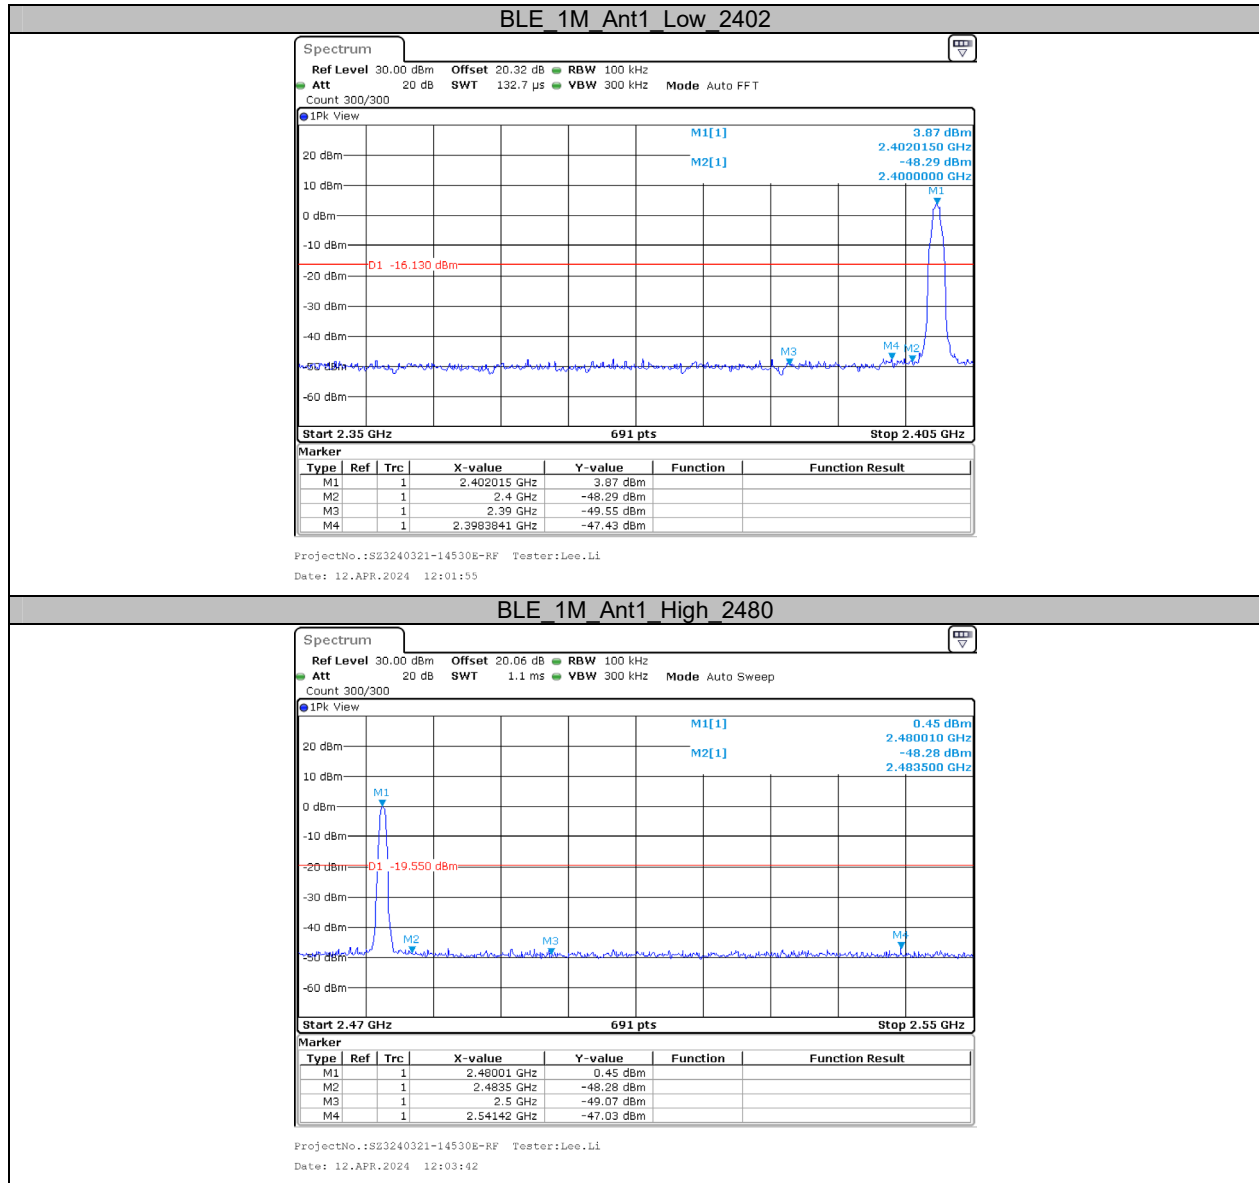 BLE_1M_Ant1_Low_2402
Spectrum
Ref Level 30.00 dBm Offset 20.32 dB RBW 100 kHz
Att 20 dB SWT 132.7 µs VBW 300 kHz Mode Auto FFT
Count 300/300
1Pk View
M1[1] 3.87 dBm
2.4020150 GHz
20 dBm
M2[1] -48.29 dBm
2.4000000 GHz
10 dBm
M1
0 dBm
-10 dBm
D1 -16.130 dBm
-20 dBm
-30 dBm
-40 dBm
M3 M4 M2
-50 dBm
-60 dBm
Start 2.35 GHz 691 pts Stop 2.405 GHz
Marker
Type Ref Trc X-value Y-value Function Function Result
M1 1 2.402015 GHz 3.87 dBm
M2 1 2.4 GHz -48.29 dBm
M3 1 2.39 GHz -49.55 dBm
M4 1 2.3983841 GHz -47.43 dBm
ProjectNo.:SZ3240321-14530E-RF Tester:Lee.Li
Date: 12.APR.2024 12:01:55
BLE_1M_Ant1_High_2480
Spectrum
Ref Level 30.00 dBm Offset 20.06 dB RBW 100 kHz
Att 20 dB SWT 1.1 ms VBW 300 kHz Mode Auto Sweep
Count 300/300
1Pk View
M1[1] 0.45 dBm
2.480010 GHz
20 dBm
M2[1] -48.28 dBm
2.483500 GHz
10 dBm
M1
0 dBm
-10 dBm
-20 dBm D1 -19.550 dBm
-30 dBm
-40 dBm
M2 M3 M4
-50 dBm
-60 dBm
Start 2.47 GHz 691 pts Stop 2.55 GHz
Marker
Type Ref Trc X-value Y-value Function Function Result
M1 1 2.48001 GHz 0.45 dBm
M2 1 2.4835 GHz -48.28 dBm
M3 1 2.5 GHz -49.07 dBm
M4 1 2.54142 GHz -47.03 dBm
ProjectNo.:SZ3240321-14530E-RF Tester:Lee.Li
Date: 12.APR.2024 12:03:42